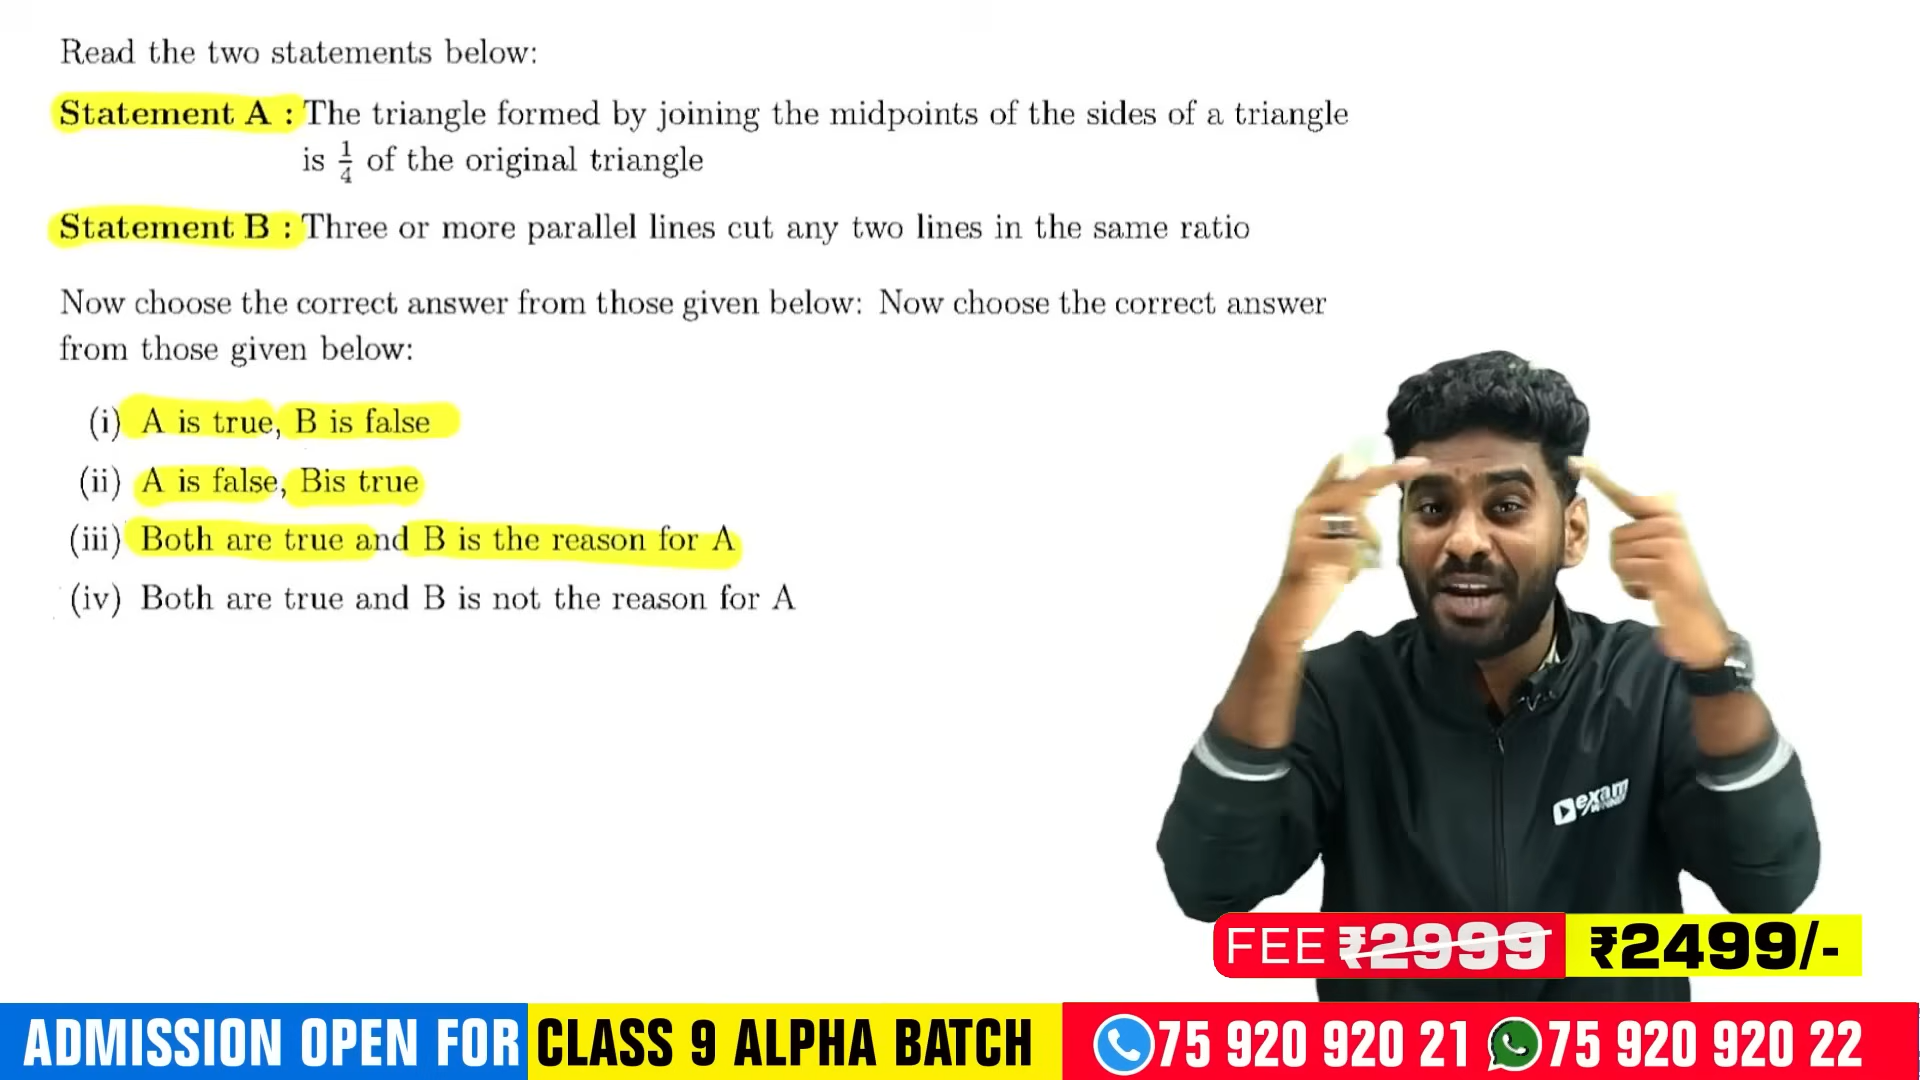 Read the two statements below:
Statement A : The triangle formed by joining the midpoints of the sides of a triangle
is 1/4 of the original triangle
Statement B : Three or more parallel lines cut any two lines in the same ratio
Now choose the correct answer from those given below: Now choose the correct answer
from those given below:
(i) A is true, B is false
(ii) A is false, Bis true
(iii) Both are true and B is the reason for A
(iv) Both are true and B is not the reason for A
exam
WINNER
FEE ₹2999 ₹2499/-
ADMISSION OPEN FOR CLASS 9 ALPHA BATCH 75 920 920 21 75 920 920 22